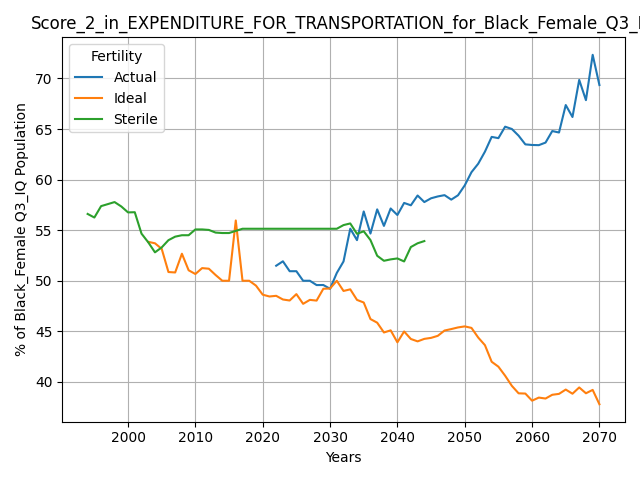 Score_2_in_EXPENDITURE_FOR_TRANSPORTATION_for_Black_Female_Q3_I
Fertility
Actual
Ideal
Sterile
% of Black_Female Q3_IQ Population
70
65
60
55
50
45
40
2000 2010 2020 2030 2040 2050 2060 2070
Years